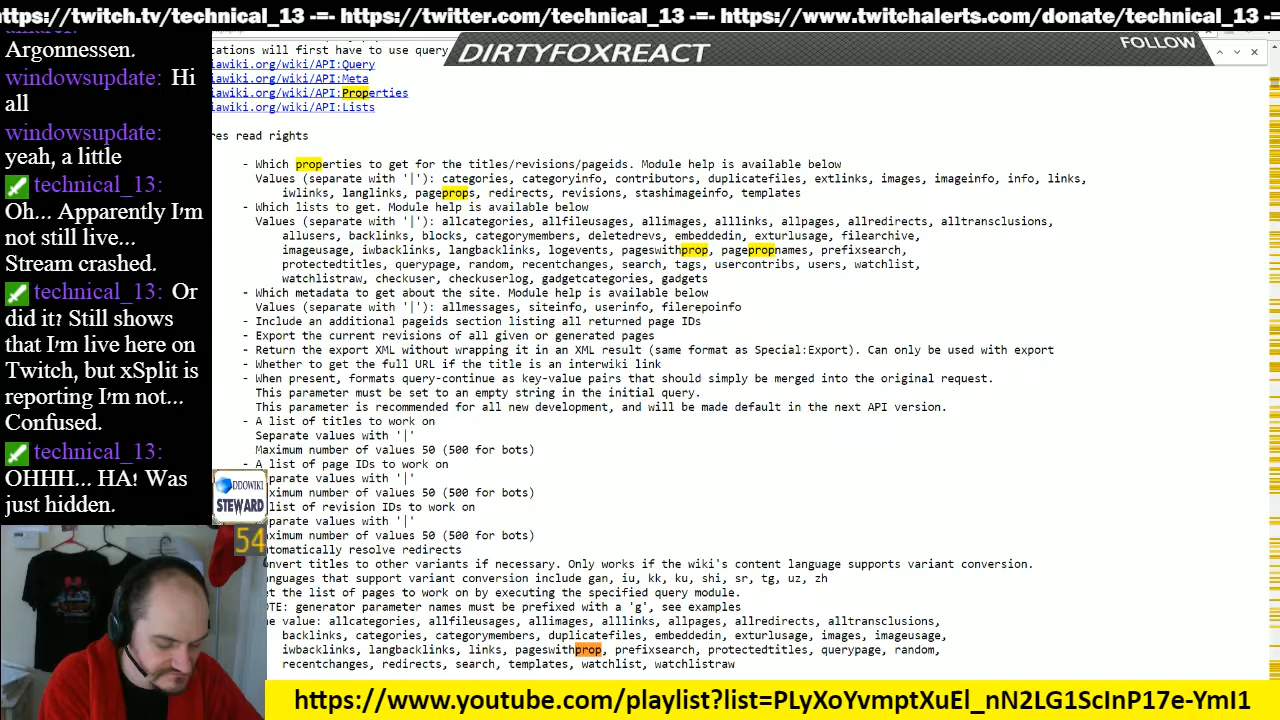 https://twitch.tv/technical_13 -=- https://twitter.com/technical_13 -=- https://www.twitchalerts.com/donate/technical_13 -=-
Argonnessen.
windowsupdate: Hi
all
windowsupdate:
yeah, a little
technical_13:
Oh... Apparently I'm
not still live...
Stream crashed.
technical_13: Or
did it? Still shows
that I'm live here on
Twitch, but xSplit is
reporting I'm not...
Confused.
technical_13:
OHHH... HA! Was
just hidden.
DIRTYFOXREACT
FOLLOW
cations will first have to use query
iawiki.org/wiki/API:Query
iawiki.org/wiki/API:Meta
iawiki.org/wiki/API:Properties
iawiki.org/wiki/API:Lists
res read rights
- Which properties to get for the titles/revisions/pageids. Module help is available below
Values (separate with '|'): categories, categoryinfo, contributors, duplicatefiles, extlinks, images, imageinfo, info, links,
iwlinks, langlinks, pageprops, redirects, revisions, stashimageinfo, templates
- Which lists to get. Module help is available below
Values (separate with '|'): allcategories, allfileusages, allimages, alllinks, allpages, allredirects, alltransclusions,
allusers, backlinks, blocks, categorymembers, deletedrevs, embeddedin, exturlusage, filearchive,
imageusage, iwbacklinks, langbacklinks, logevents, pageswithprop, pagepropnames, prefixsearch,
protectedtitles, querypage, random, recentchanges, search, tags, usercontribs, users, watchlist,
watchlistraw, checkuser, checkuserlog, gadgetcategories, gadgets
- Which metadata to get about the site. Module help is available below
Values (separate with '|'): allmessages, siteinfo, userinfo, filerepoinfo
- Include an additional pageids section listing all returned page IDs
- Export the current revisions of all given or generated pages
- Return the export XML without wrapping it in an XML result (same format as Special:Export). Can only be used with export
- Whether to get the full URL if the title is an interwiki link
- When present, formats query-continue as key-value pairs that should simply be merged into the original request.
This parameter must be set to an empty string in the initial query.
This parameter is recommended for all new development, and will be made default in the next API version.
- A list of titles to work on
Separate values with '|'
Maximum number of values 50 (500 for bots)
- A list of page IDs to work on
eparate values with '|'
aximum number of values 50 (500 for bots)
list of revision IDs to work on
eparate values with '|'
aximum number of values 50 (500 for bots)
utomatically resolve redirects
nvert titles to other variants if necessary. Only works if the wiki's content language supports variant conversion.
nguages that support variant conversion include gan, iu, kk, ku, shi, sr, tg, uz, zh
et the list of pages to work on by executing the specified query module.
OTE: generator parameter names must be prefixed with a 'g', see examples
ne value: allcategories, allfileusages, allimages, alllinks, allpages, allredirects, alltransclusions,
backlinks, categories, categorymembers, duplicatefiles, embeddedin, exturlusage, images, imageusage,
iwbacklinks, langbacklinks, links, pageswithprop, prefixsearch, protectedtitles, querypage, random,
recentchanges, redirects, search, templates, watchlist, watchlistraw
DDOWIKI
STEWARD
54
https://www.youtube.com/playlist?list=PLyXoYvmptXuEl_nN2LG1ScInP17e-YmI1